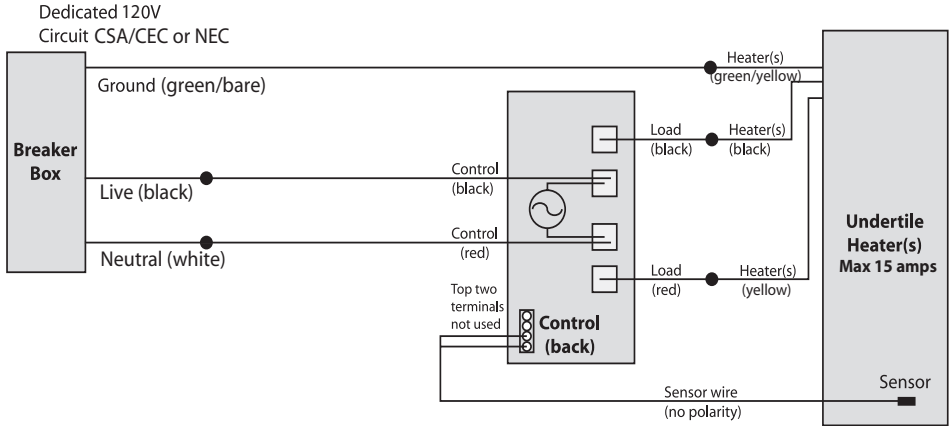 Dedicated 120V
Circuit CSA/CEC or NEC
Heater(s)
(green/yellow)
Ground (green/bare)
Breaker
Box
Load
(black)
Heater(s)
(black)
Control
(black)
Live (black)
Control
(red)
Neutral (white)
Undertile
Heater(s)
Max 15 amps
Load
(red)
Heater(s)
(yellow)
Top two
terminals
not used
Control
(back)
Sensor
Sensor wire
(no polarity)